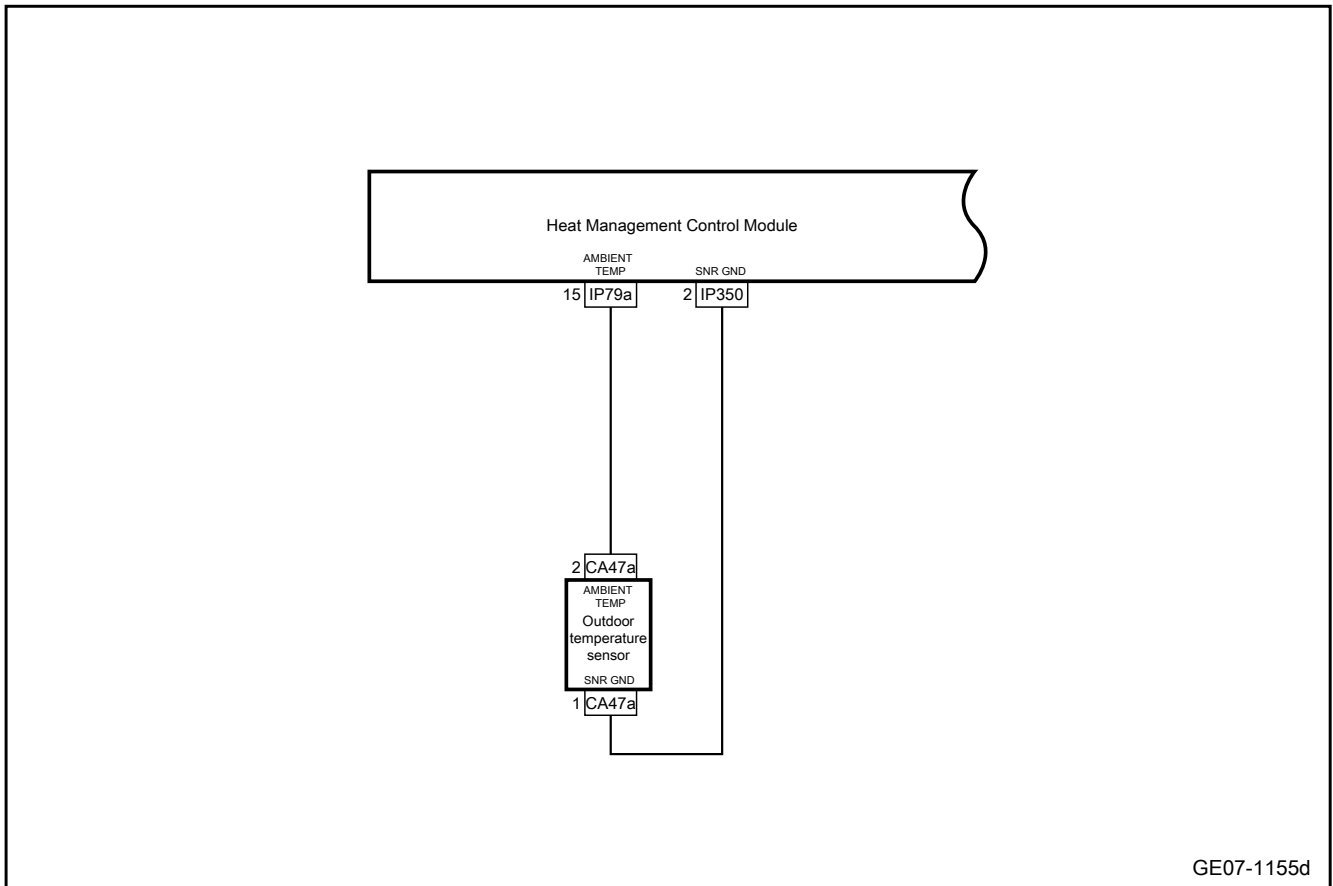 Heat Management Control Module
AMBIENT
TEMP
SNR GND
15 IP79a
2 IP350
2 CA47a
AMBIENT
TEMP
Outdoor
temperature
sensor
SNR GND
1 CA47a
GE07-1155d